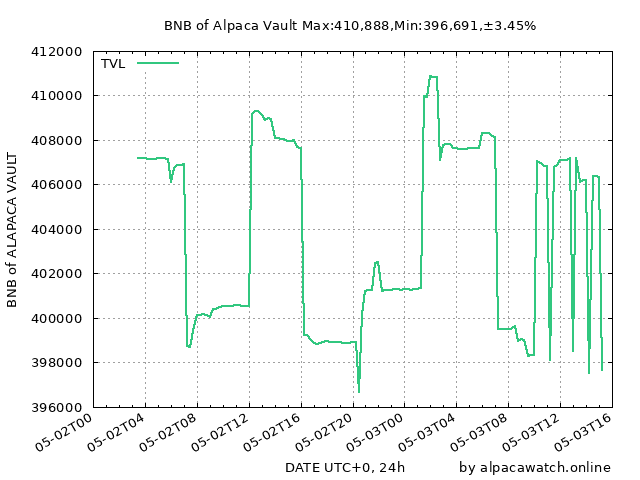 BNB of Alpaca Vault Max:410,888,Min:396,691,±3.45%
TVL
412000
410000
408000
406000
404000
402000
400000
398000
396000
BNB of ALAPACA VAULT
05-02T00
05-02T04
05-02T08
05-02T12
05-02T16
05-02T20
05-03T00
05-03T04
05-03T08
05-03T12
05-03T16
DATE UTC+0, 24h
by alpacawatch.online